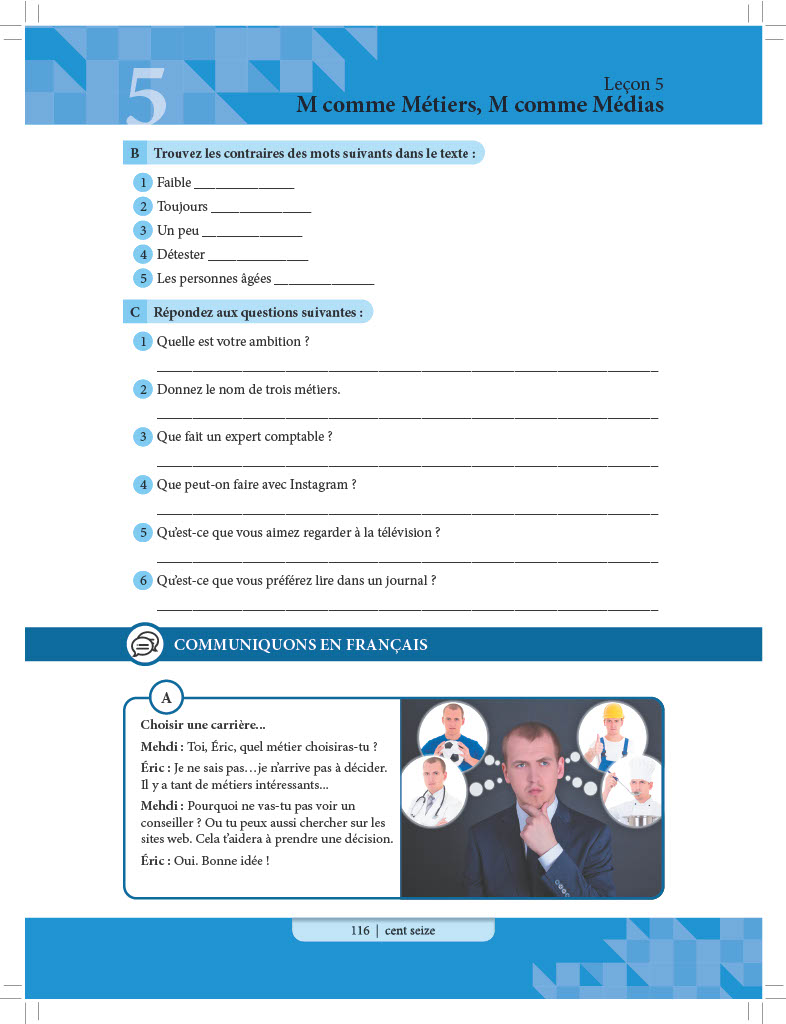 5
Leçon 5
M comme Métiers, M comme Médias
B Trouvez les contraires des mots suivants dans le texte :
1 Faible ______________
2 Toujours ______________
3 Un peu ______________
4 Détester ______________
5 Les personnes âgées ______________
C Répondez aux questions suivantes :
1 Quelle est votre ambition ?
2 Donnez le nom de trois métiers.
3 Que fait un expert comptable ?
4 Que peut-on faire avec Instagram ?
5 Qu'est-ce que vous aimez regarder à la télévision ?
6 Qu'est-ce que vous préférez lire dans un journal ?
COMMUNIQUONS EN FRANÇAIS
A
Choisir une carrière...
Mehdi : Toi, Éric, quel métier choisiras-tu ?
Éric : Je ne sais pas…je n'arrive pas à décider.
Il y a tant de métiers intéressants...
Mehdi : Pourquoi ne vas-tu pas voir un
conseiller ? Ou tu peux aussi chercher sur les
sites web. Cela t'aidera à prendre une décision.
Éric : Oui. Bonne idée !
116 | cent seize